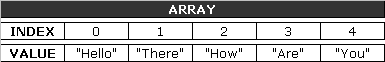 ARRAY
INDEX 0 1 2 3 4
VALUE "Hello" "There" "How" "Are" "You"